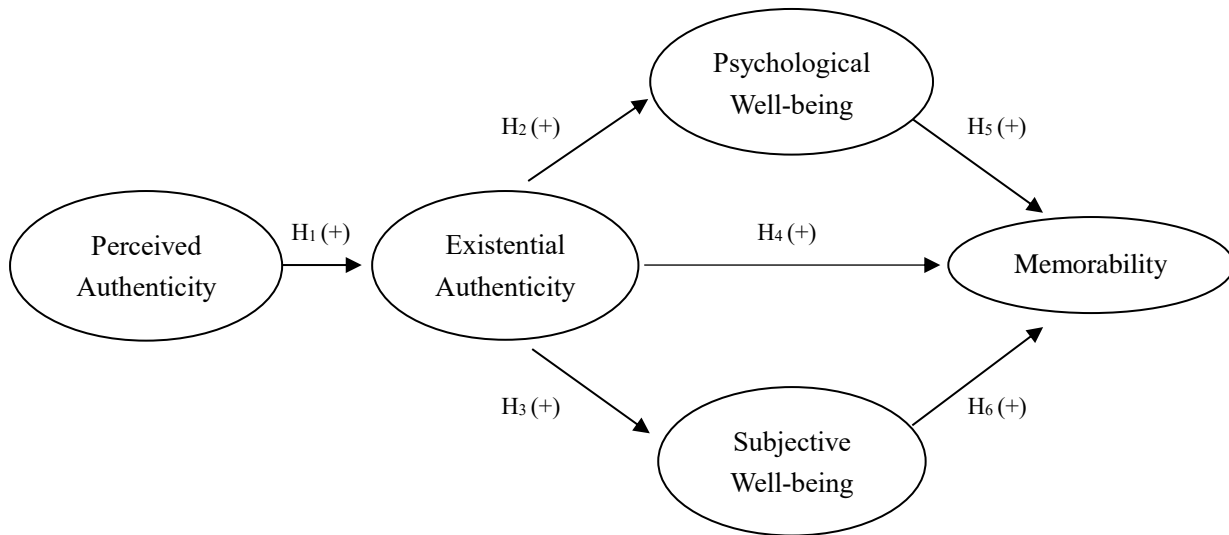 Psychological
Well-being
H₂ (+)
H₅ (+)
Perceived
Authenticity
H₁ (+)
Existential
Authenticity
H₄ (+)
Memorability
H₃ (+)
H₆ (+)
Subjective
Well-being